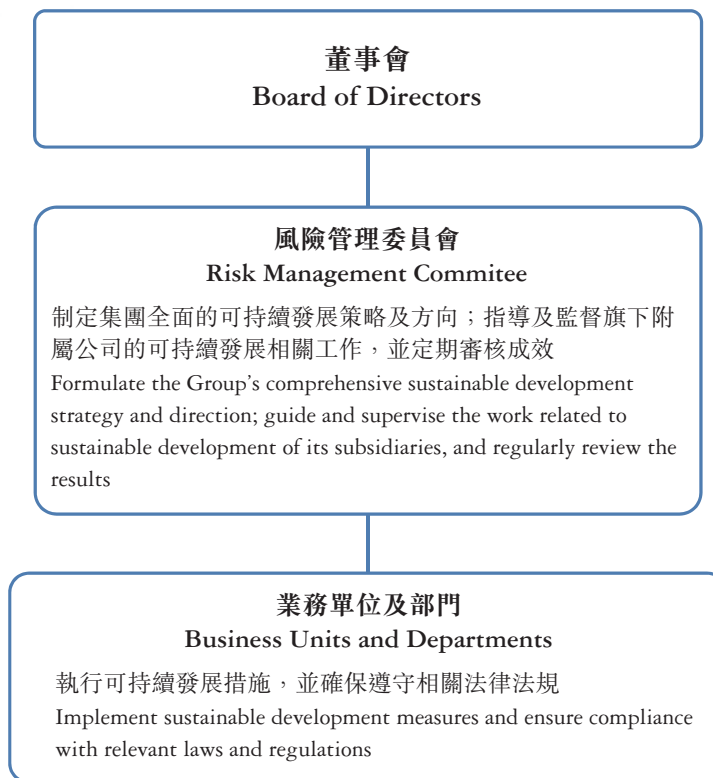 董事會
Board of Directors
風險管理委員會
Risk Management Commitee
制定集團全面的可持續發展策略及方向；指導及監督旗下附
屬公司的可持續發展相關工作，並定期審核成效
Formulate the Group’s comprehensive sustainable development
strategy and direction; guide and supervise the work related to
sustainable development of its subsidiaries, and regularly review the
results
業務單位及部門
Business Units and Departments
執行可持續發展措施，並確保遵守相關法律法規
Implement sustainable development measures and ensure compliance
with relevant laws and regulations